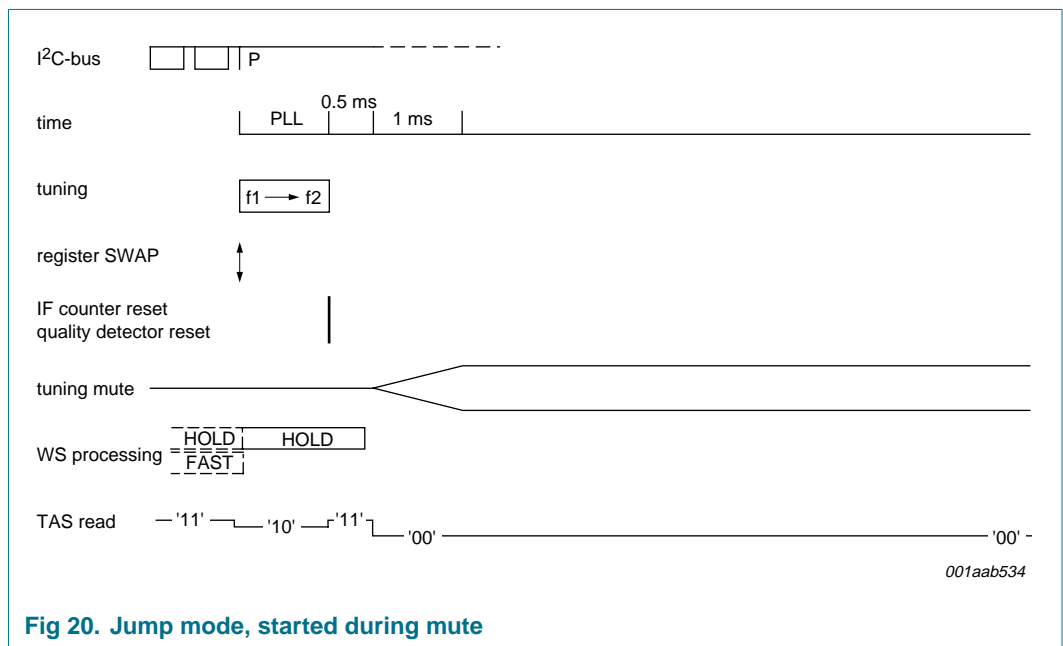 I²C-bus P
0.5 ms
time PLL 1 ms
tuning f1 → f2
register SWAP
IF counter reset
quality detector reset
tuning mute
HOLD HOLD
WS processing
FAST
TAS read '11' '10' '11' '00' '00'
001aab534
Fig 20. Jump mode, started during mute